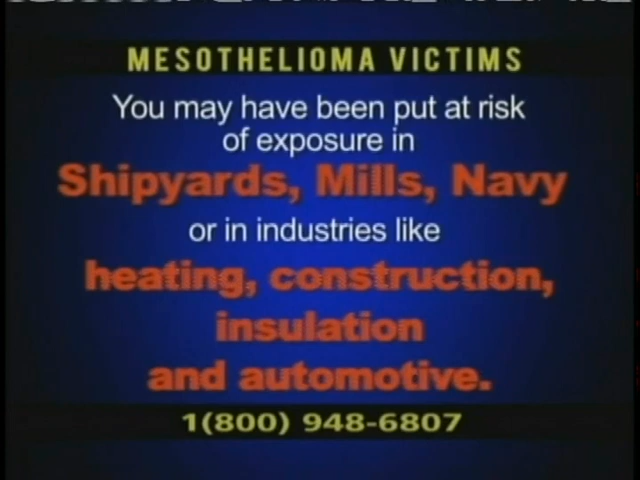 MESOTHELIOMA VICTIMS
You may have been put at risk
of exposure in
Shipyards, Mills, Navy
or in industries like
heating, construction,
insulation
and automotive.
1(800) 948-6807